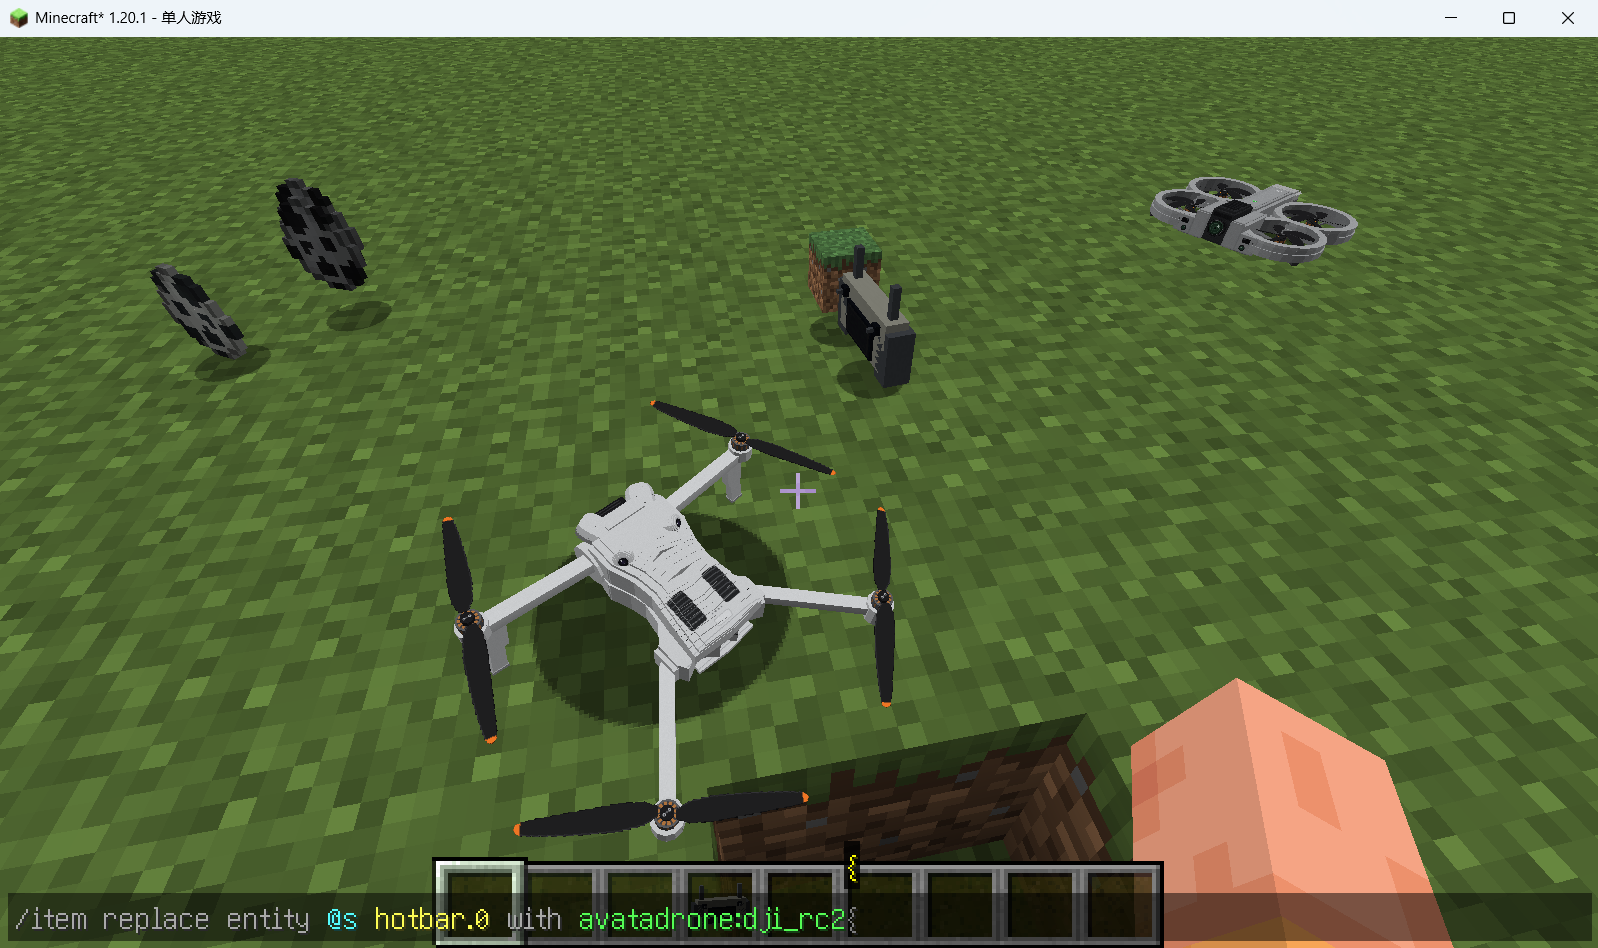 Minecraft* 1.20.1 - 单人游戏
{
/item replace entity @s hotbar.0 with avatadrone:dji_rc2{